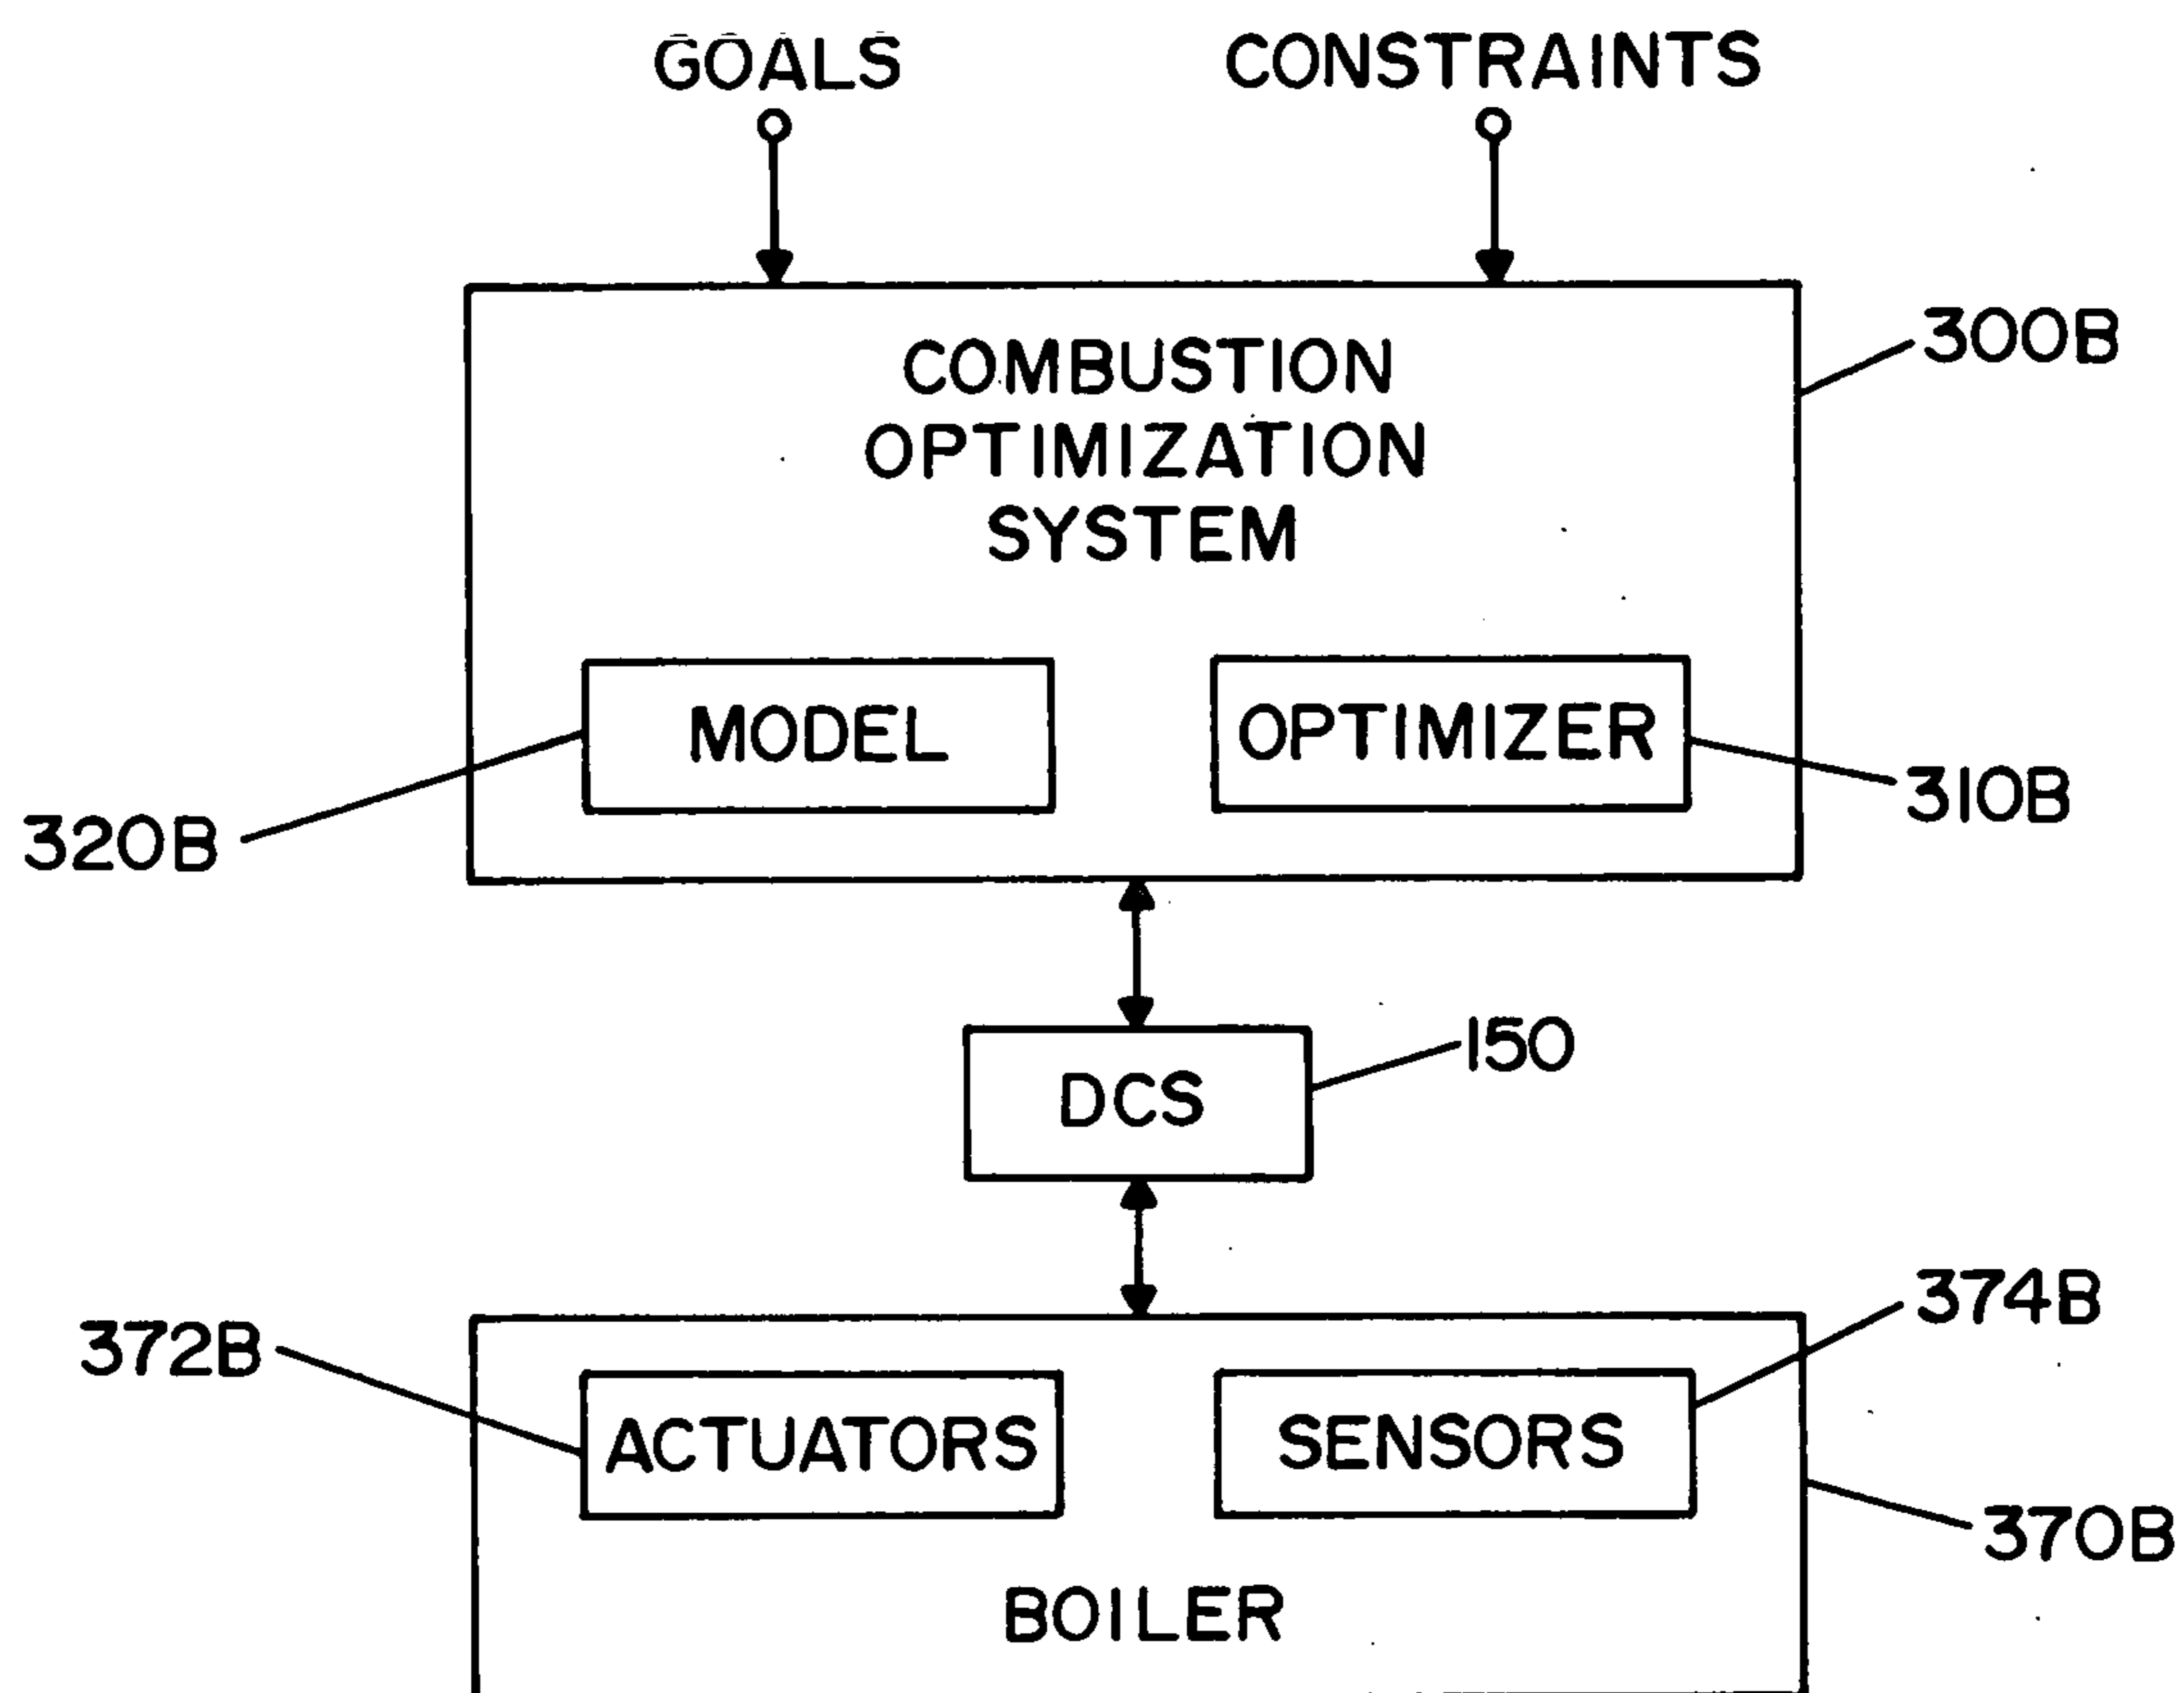 GOALS
CONSTRAINTS
300B
COMBUSTION
OPTIMIZATION
SYSTEM
MODEL
OPTIMIZER
320B
310B
DCS
150
374B
372B
ACTUATORS
SENSORS
370B
BOILER